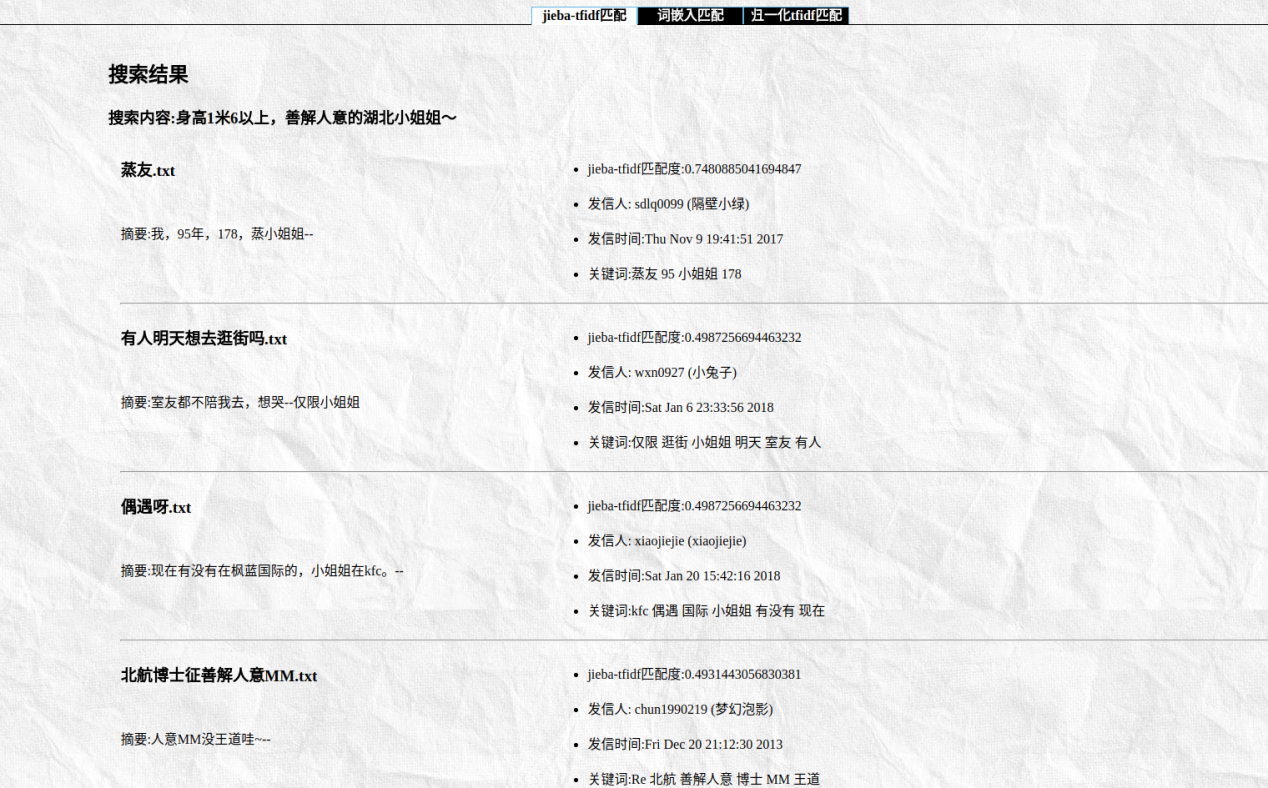 jieba-tfidf匹配 词嵌入匹配 归一化tfidf匹配
搜索结果
搜索内容:身高1米6以上，善解人意的湖北小姐姐～
蒸友.txt
摘要:我，95年，178，蒸小姐姐--
jieba-tfidf匹配度:0.7480885041694847
发信人: sdlq0099 (隔壁小绿)
发信时间:Thu Nov 9 19:41:51 2017
关键词:蒸友 95 小姐姐 178
有人明天想去逛街吗.txt
摘要:室友都不陪我去，想哭--仅限小姐姐
jieba-tfidf匹配度:0.4987256694463232
发信人: wxn0927 (小兔子)
发信时间:Sat Jan 6 23:33:56 2018
关键词:仅限 逛街 小姐姐 明天 室友 有人
偶遇呀.txt
摘要:现在有没有在枫蓝国际的，小姐姐在kfc。--
jieba-tfidf匹配度:0.4987256694463232
发信人: xiaojiejie (xiaojiejie)
发信时间:Sat Jan 20 15:42:16 2018
关键词:kfc 偶遇 国际 小姐姐 有没有 现在
北航博士征善解人意MM.txt
摘要:人意MM没王道哇~--
jieba-tfidf匹配度:0.4931443056830381
发信人: chun1990219 (梦幻泡影)
发信时间:Fri Dec 20 21:12:30 2013
关键词:Re 北航 善解人意 博士 MM 王道